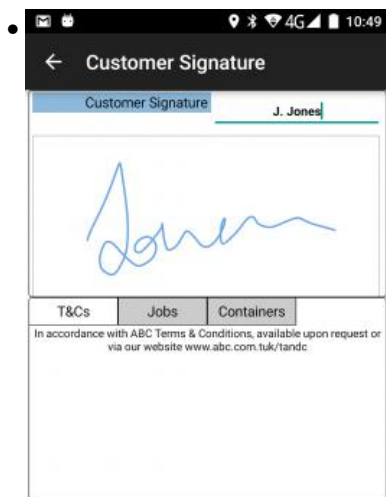 4G 10:49
Customer Signature
Customer Signature J. Jones
T&Cs Jobs Containers
In accordance with ABC Terms & Conditions, available upon request or
via our website www.abc.com.tuk/tandc